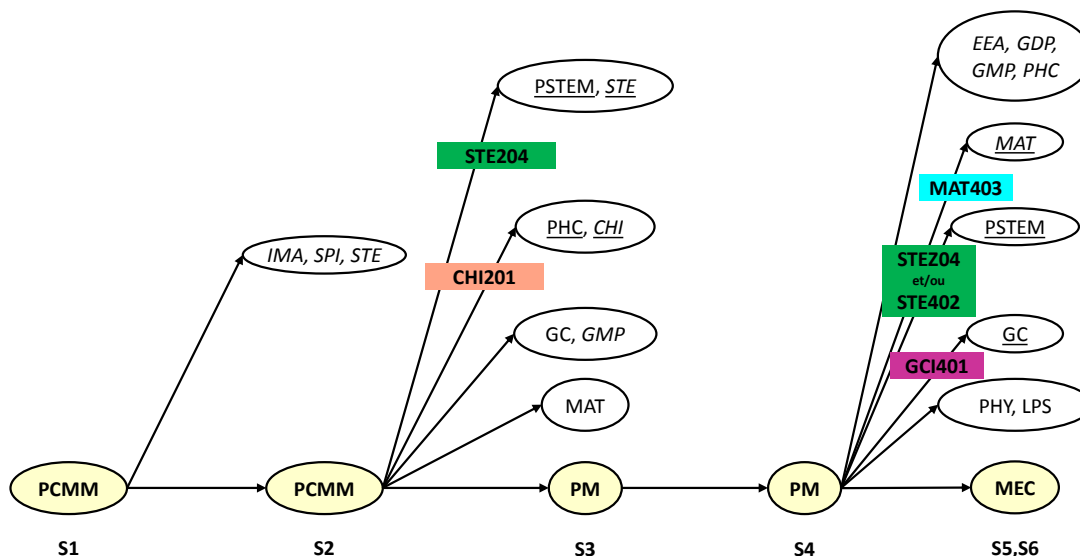 EEA, GDP,
GMP, PHC
PSTEM, STE
MAT
STE204
MAT403
PHC, CHI
PSTEM
IMA, SPI, STE
STEZ04
et/ou
STE402
CHI201
GC, GMP
GC
GCI401
MAT
PHY, LPS
PCMM
PCMM
PM
PM
MEC
S1
S2
S3
S4
S5,S6